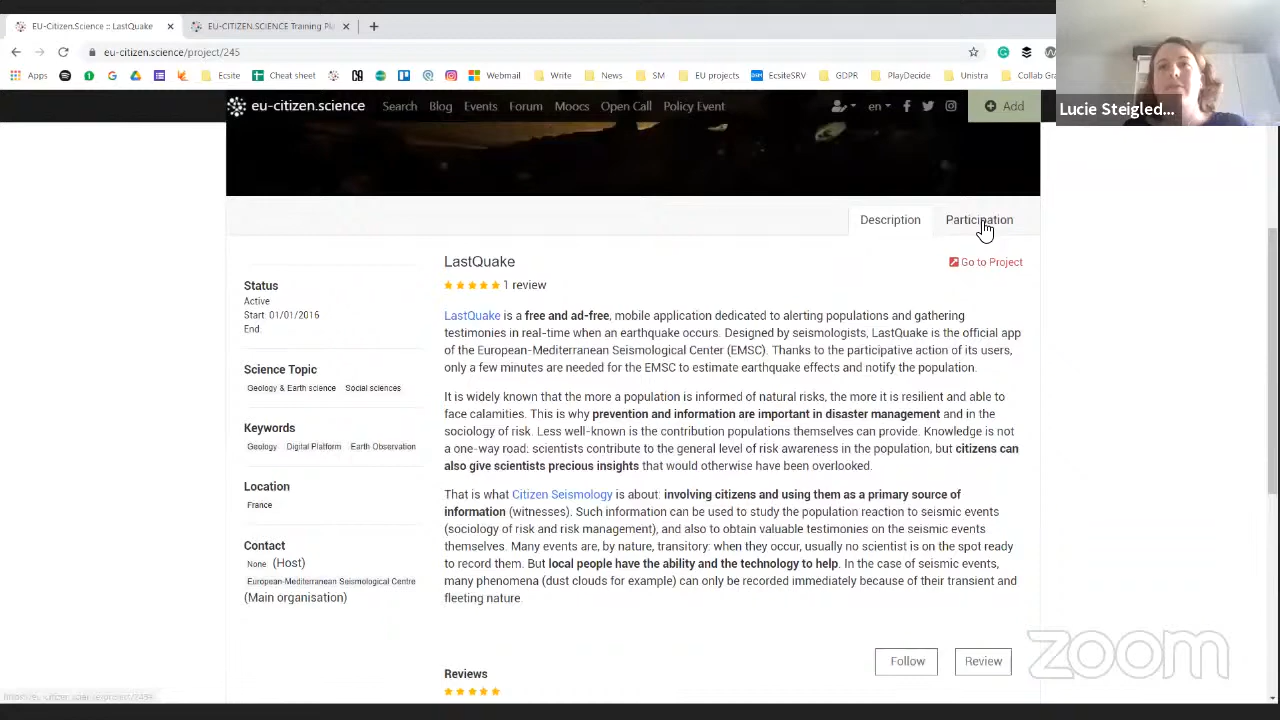 EU-Citizen.Science :: LastQuake
EU-CITIZEN.SCIENCE Training Pl
eu-citizen.science/project/245
Apps Ecsite Cheat sheet Webmail Write News SM EU projects EcsiteSRV GDPR PlayDecide Unistra Collab Gra
Lucie Steigled...
eu-citizen.science Search Blog Events Forum Moocs Open Call Policy Event en Add
Description Participation
LastQuake
Go to Project
1 review
Status
Active
Start 01/01/2016
End:
Science Topic
Geology & Earth science Social sciences
Keywords
Geology Digital Platform Earth Observation
Location
France
Contact
None (Host)
European-Mediterranean Seismological Centre
(Main organisation)
LastQuake is a free and ad-free, mobile application dedicated to alerting populations and gathering
testimonies in real-time when an earthquake occurs. Designed by seismologists, LastQuake is the official app
of the European-Mediterranean Seismological Center (EMSC). Thanks to the participative action of its users,
only a few minutes are needed for the EMSC to estimate earthquake effects and notify the population.
It is widely known that the more a population is informed of natural risks, the more it is resilient and able to
face calamities. This is why prevention and information are important in disaster management and in the
sociology of risk. Less well-known is the contribution populations themselves can provide. Knowledge is not
a one-way road: scientists contribute to the general level of risk awareness in the population, but citizens can
also give scientists precious insights that would otherwise have been overlooked.
That is what Citizen Seismology is about: involving citizens and using them as a primary source of
information (witnesses). Such information can be used to study the population reaction to seismic events
(sociology of risk and risk management), and also to obtain valuable testimonies on the seismic events
themselves. Many events are, by nature, transitory: when they occur, usually no scientist is on the spot ready
to record them. But local people have the ability and the technology to help. In the case of seismic events,
many phenomena (dust clouds for example) can only be recorded immediately because of their transient and
fleeting nature.
Follow Review
Reviews
zoom